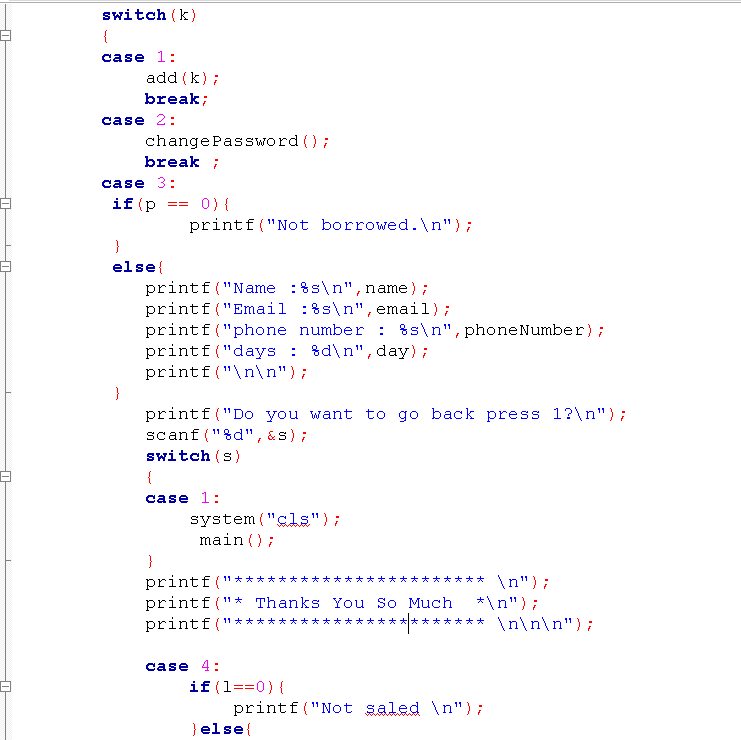 switch(k)
{
case 1:
add(k);
break;
case 2:
changePassword();
break ;
case 3:
if(p == 0){
printf("Not borrowed.\n");
}
else{
printf("Name :%s\n",name);
printf("Email :%s\n",email);
printf("phone number : %s\n",phoneNumber);
printf("days : %d\n",day);
printf("\n\n");
}
printf("Do you want to go back press 1?\n");
scanf("%d",&s);
switch(s)
{
case 1:
system("cls");
main();
}
printf("*********************** \n");
printf("* Thanks You So Much  *\n");
printf("*********************** \n\n\n");
case 4:
if(l==0){
printf("Not saled \n");
}else{